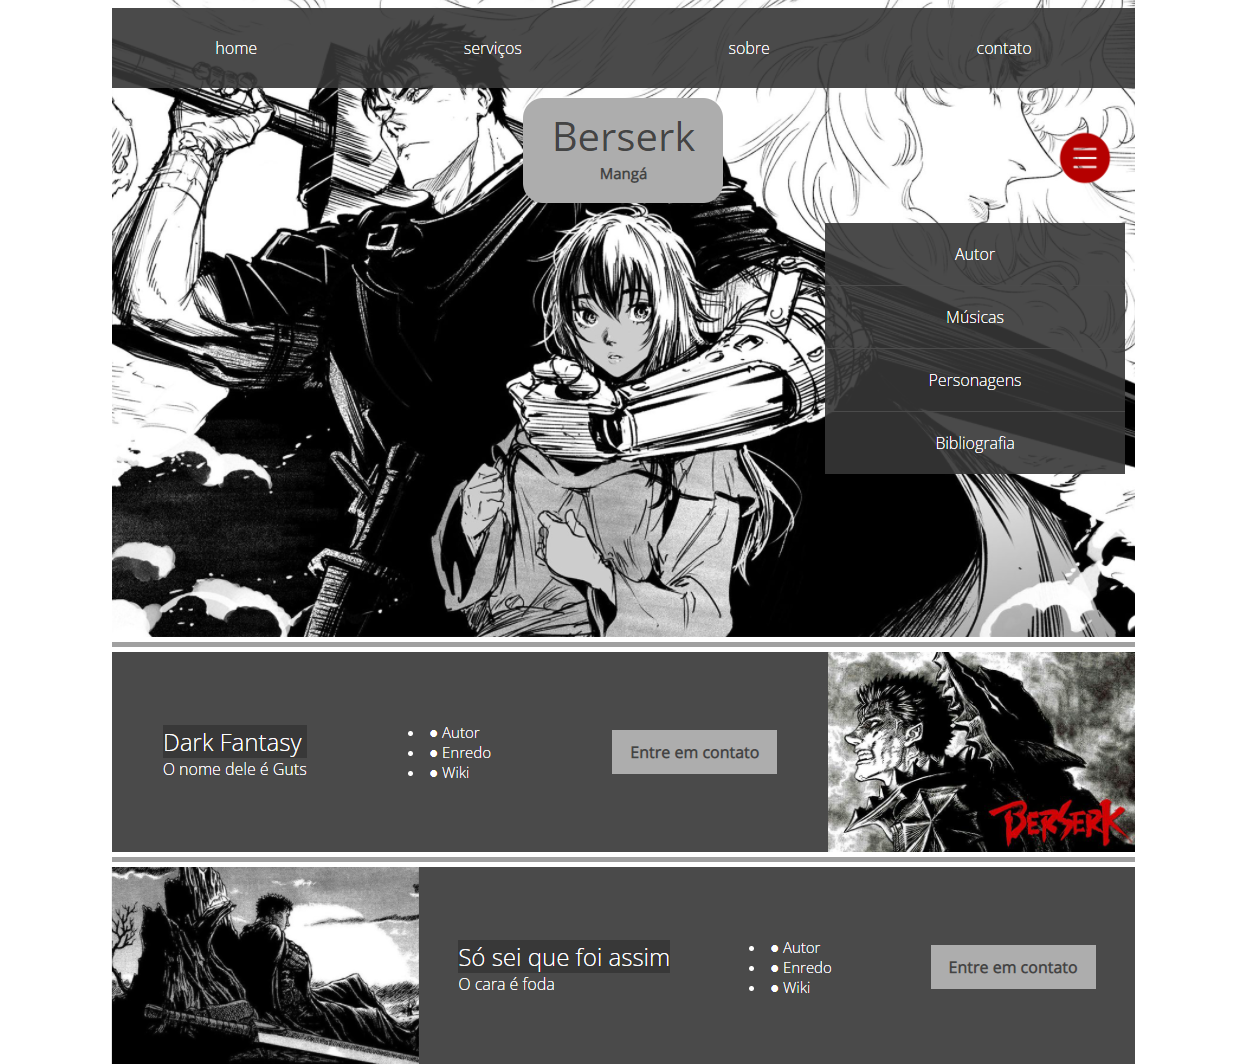 home serviços sobre contato
Berserk
Mangá
Autor
Músicas
Personagens
Bibliografia
Dark Fantasy
O nome dele é Guts
● Autor
● Enredo
● Wiki
Entre em contato
BERSERK
Só sei que foi assim
O cara é foda
● Autor
● Enredo
● Wiki
Entre em contato